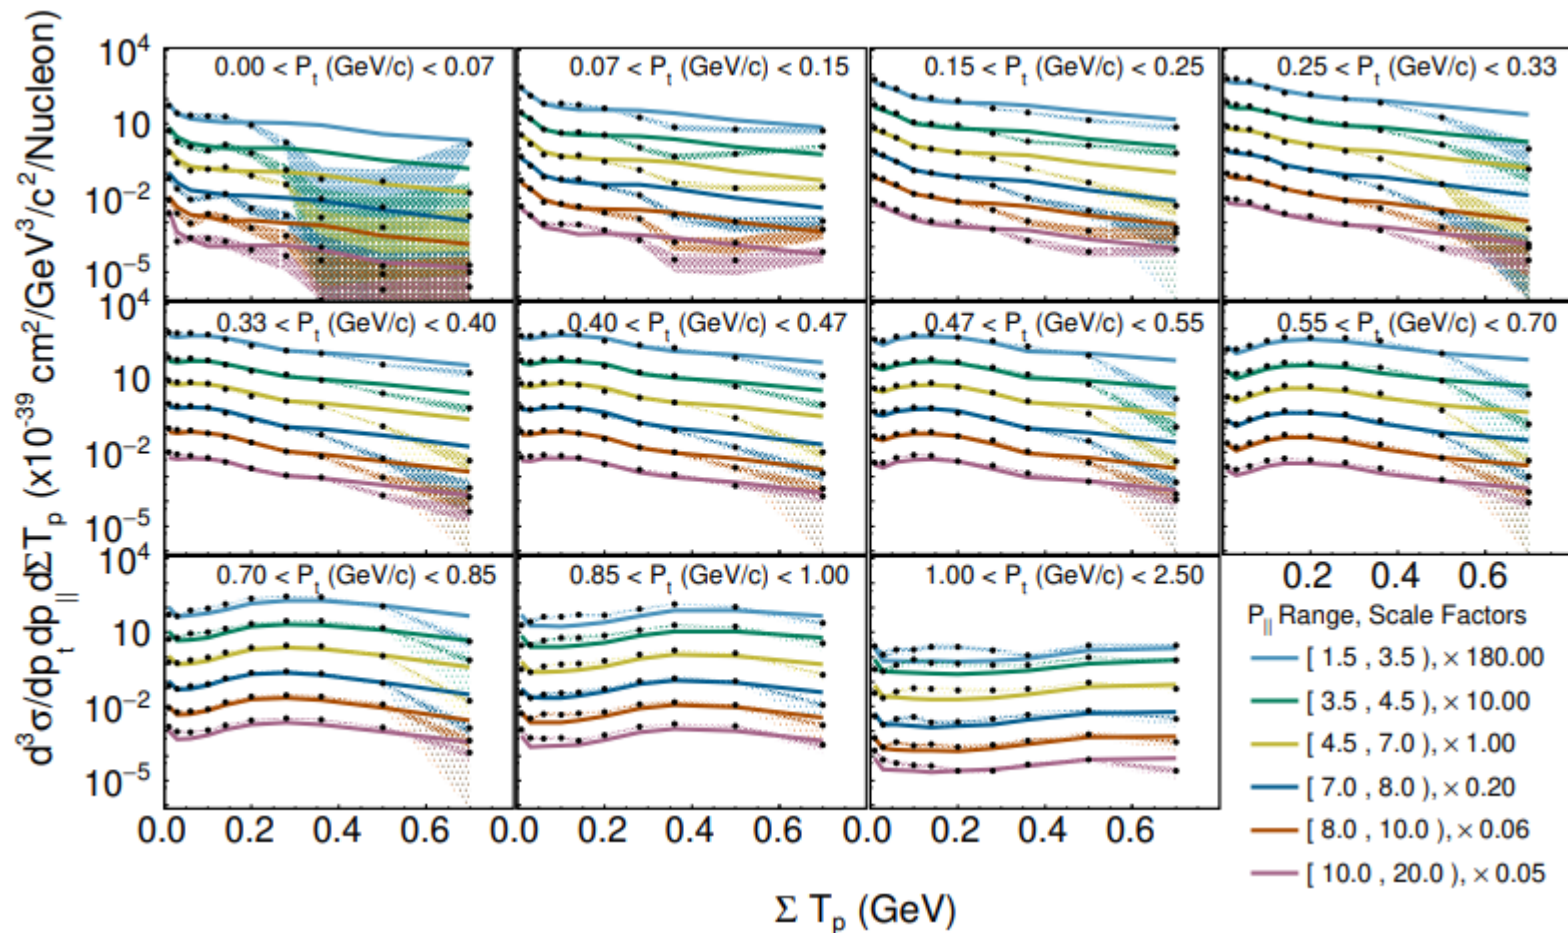 d³σ/dp_t dp_|| dΣT_p (x10⁻³⁹ cm²/GeV³/c²/Nucleon)
10⁴
10
10⁻²
10⁻⁵
0.00 < P_t (GeV/c) < 0.07
0.07 < P_t (GeV/c) < 0.15
0.15 < P_t (GeV/c) < 0.25
0.25 < P_t (GeV/c) < 0.33
10⁴
10
10⁻²
10⁻⁵
0.33 < P_t (GeV/c) < 0.40
0.40 < P_t (GeV/c) < 0.47
0.47 < P_t (GeV/c) < 0.55
0.55 < P_t (GeV/c) < 0.70
10⁴
10
10⁻²
10⁻⁵
0.70 < P_t (GeV/c) < 0.85
0.85 < P_t (GeV/c) < 1.00
1.00 < P_t (GeV/c) < 2.50
0.2 0.4 0.6
P_|| Range, Scale Factors
[ 1.5 , 3.5 ), × 180.00
[ 3.5 , 4.5 ), × 10.00
[ 4.5 , 7.0 ), × 1.00
[ 7.0 , 8.0 ), × 0.20
[ 8.0 , 10.0 ), × 0.06
[ 10.0 , 20.0 ), × 0.05
0.0 0.2 0.4 0.6 0.0 0.2 0.4 0.6 0.0 0.2 0.4 0.6
Σ T_p (GeV)